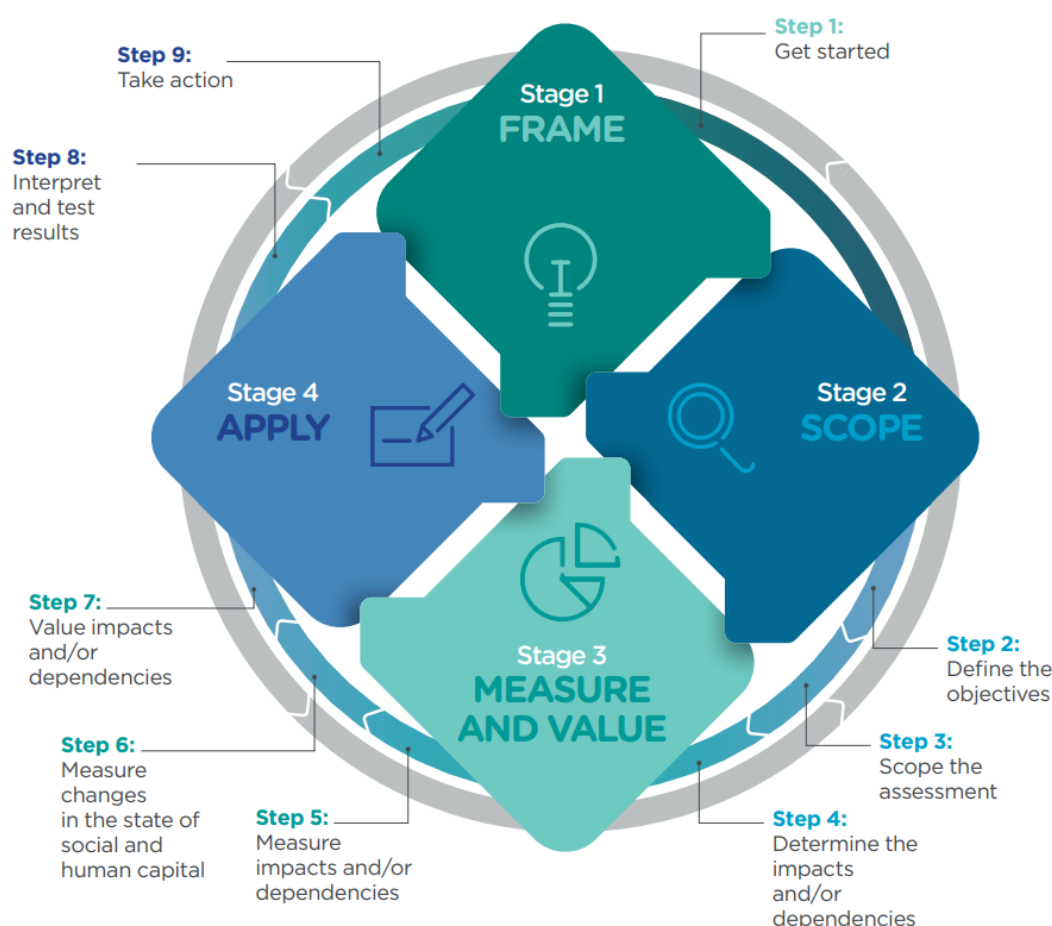 Stage 1
FRAME
Stage 2
SCOPE
Stage 3
MEASURE
AND VALUE
Stage 4
APPLY
Step 1:
Get started
Step 2:
Define the
objectives
Step 3:
Scope the
assessment
Step 4:
Determine the
impacts
and/or
dependencies
Step 5:
Measure
impacts and/or
dependencies
Step 6:
Measure
changes
in the state of
social and
human capital
Step 7:
Value impacts
and/or
dependencies
Step 8:
Interpret
and test
results
Step 9:
Take action